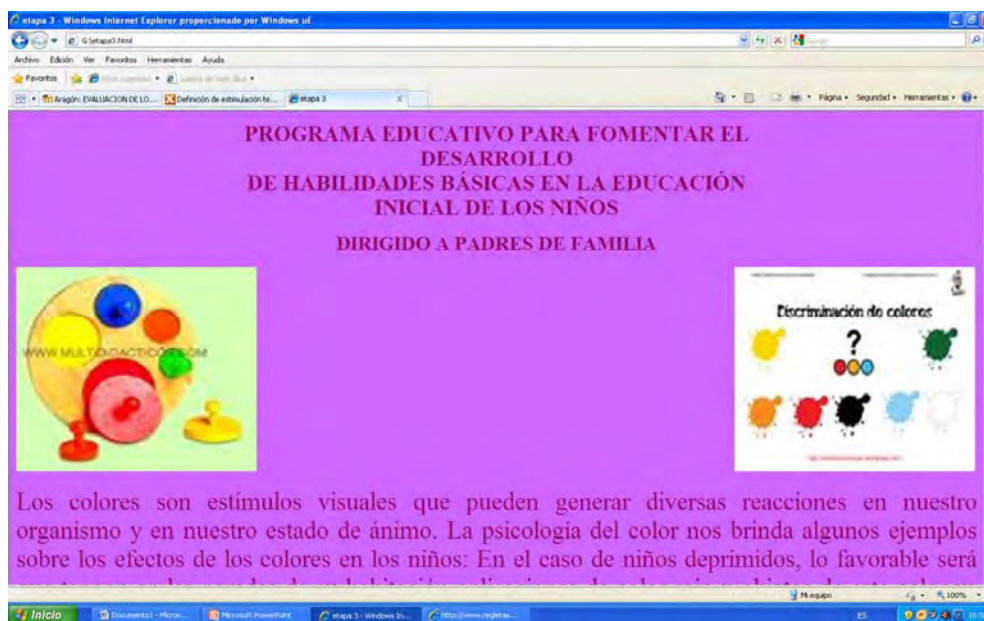 etapa 3 - Windows Internet Explorer proporcionado por Windows uE
G:\etapa3.html
Archivo Edición Ver Favoritos Herramientas Ayuda
Favoritos
Aragón: EVALUACION DE LO... Definición de estimulación te... etapa 3 X Página Seguridad Herramientas
PROGRAMA EDUCATIVO PARA FOMENTAR EL
DESARROLLO
DE HABILIDADES BÁSICAS EN LA EDUCACIÓN
INICIAL DE LOS NIÑOS
DIRIGIDO A PADRES DE FAMILIA
WWW.MULTIDIDACTICOS.COM
Discriminación de colores
?
Los colores son estímulos visuales que pueden generar diversas reacciones en nuestro
organismo y en nuestro estado de ánimo. La psicología del color nos brinda algunos ejemplos
sobre los efectos de los colores en los niños: En el caso de niños deprimidos, lo favorable será
Mi equipo 100%
Inicio Documento1 - Micros... Microsoft PowerPoint etapa 3 - Windows In... ES